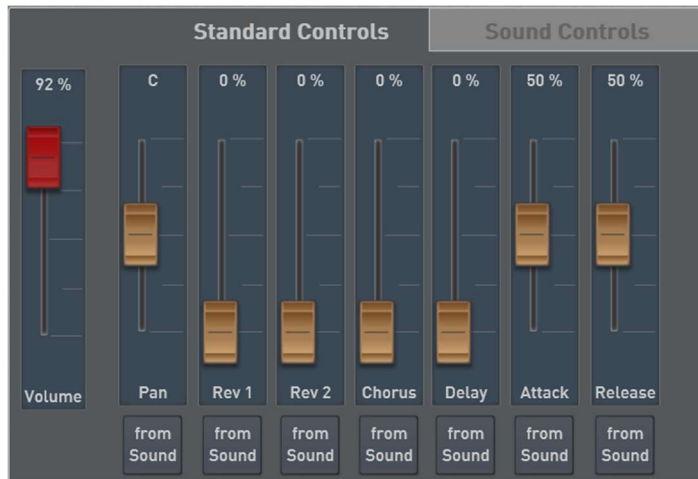 Standard Controls Sound Controls
92 % C 0 % 0 % 0 % 0 % 50 % 50 %
Volume Pan Rev 1 Rev 2 Chorus Delay Attack Release
from from from from from from from
Sound Sound Sound Sound Sound Sound Sound